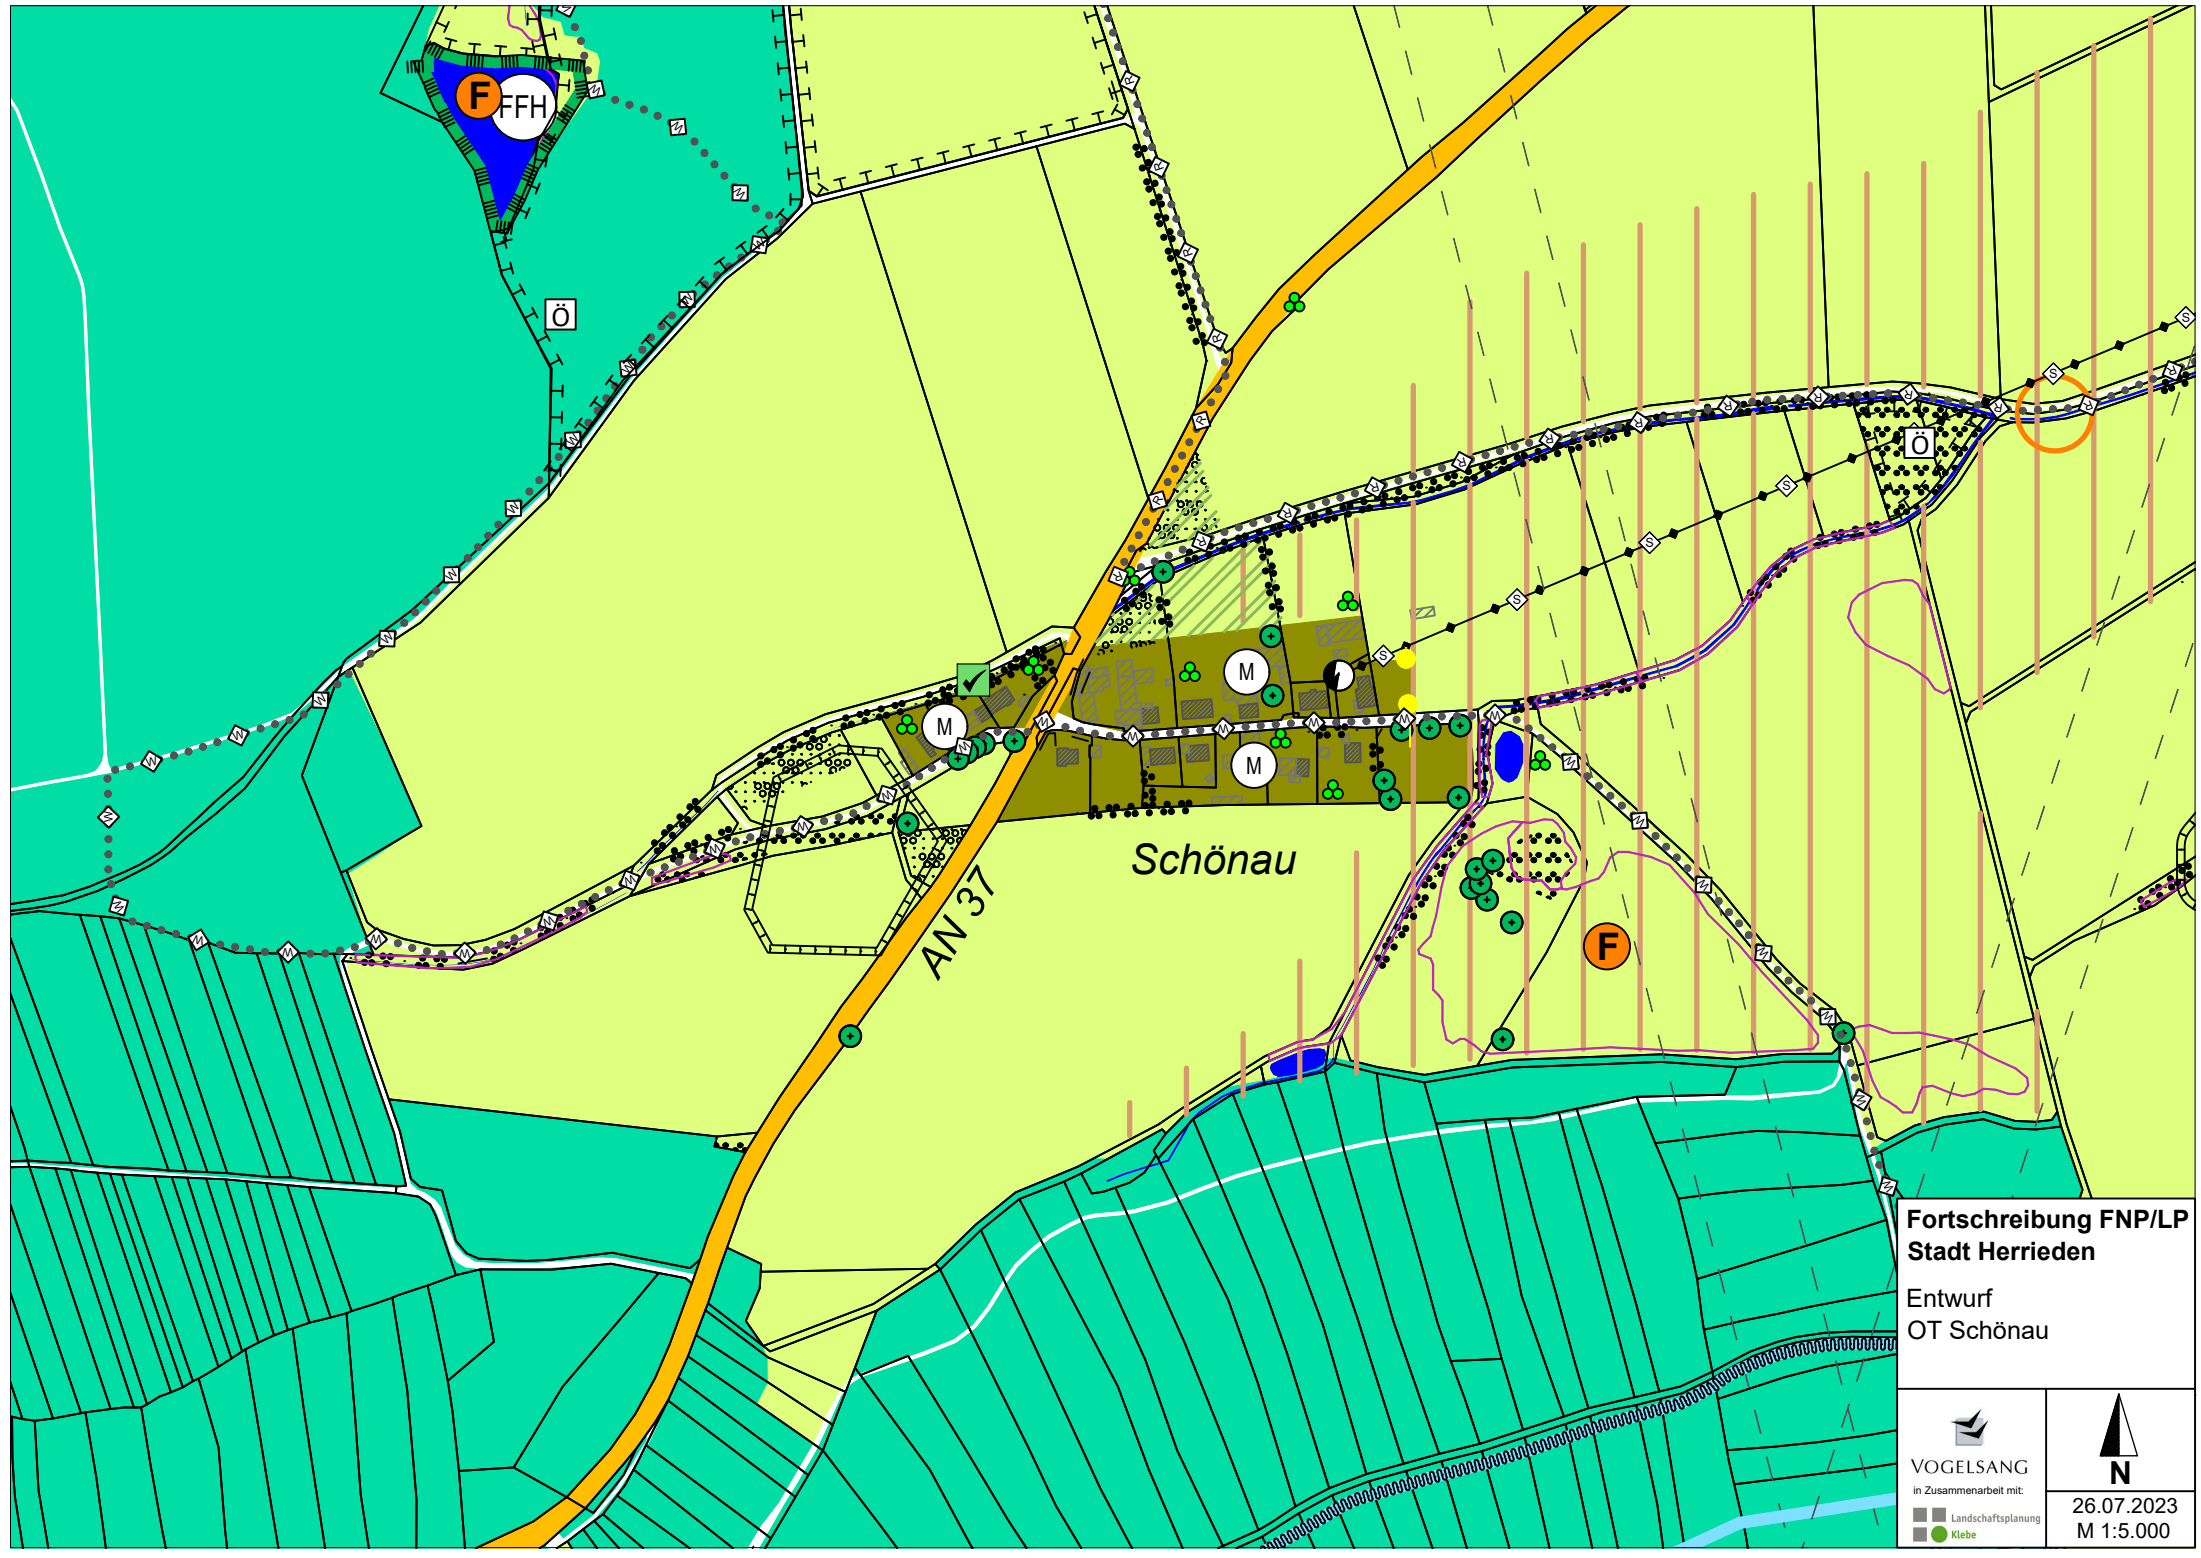 F
FFH
Ö
Ö
M
M
M
Schönau
AN 37
F
Fortschreibung FNP/LP
Stadt Herrieden
Entwurf
OT Schönau
VOGELSANG
in Zusammenarbeit mit:
Landschaftsplanung
Klebe
N
26.07.2023
M 1:5.000